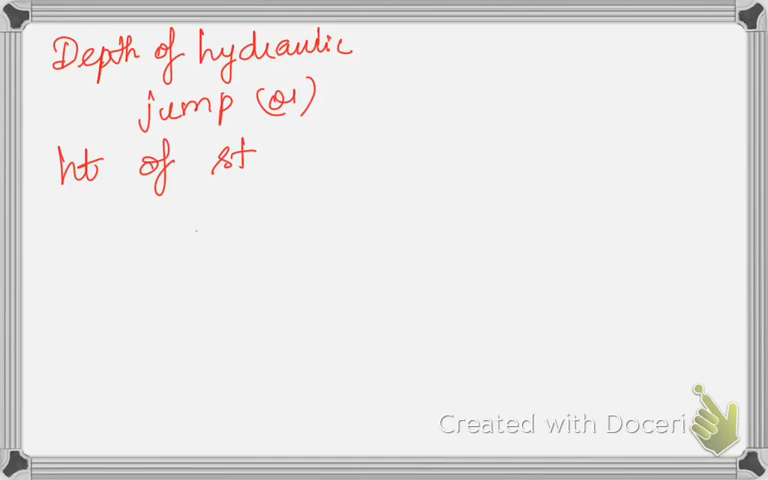 Depth of hydraulic
jump (or)
ht of st
Created with Doceri